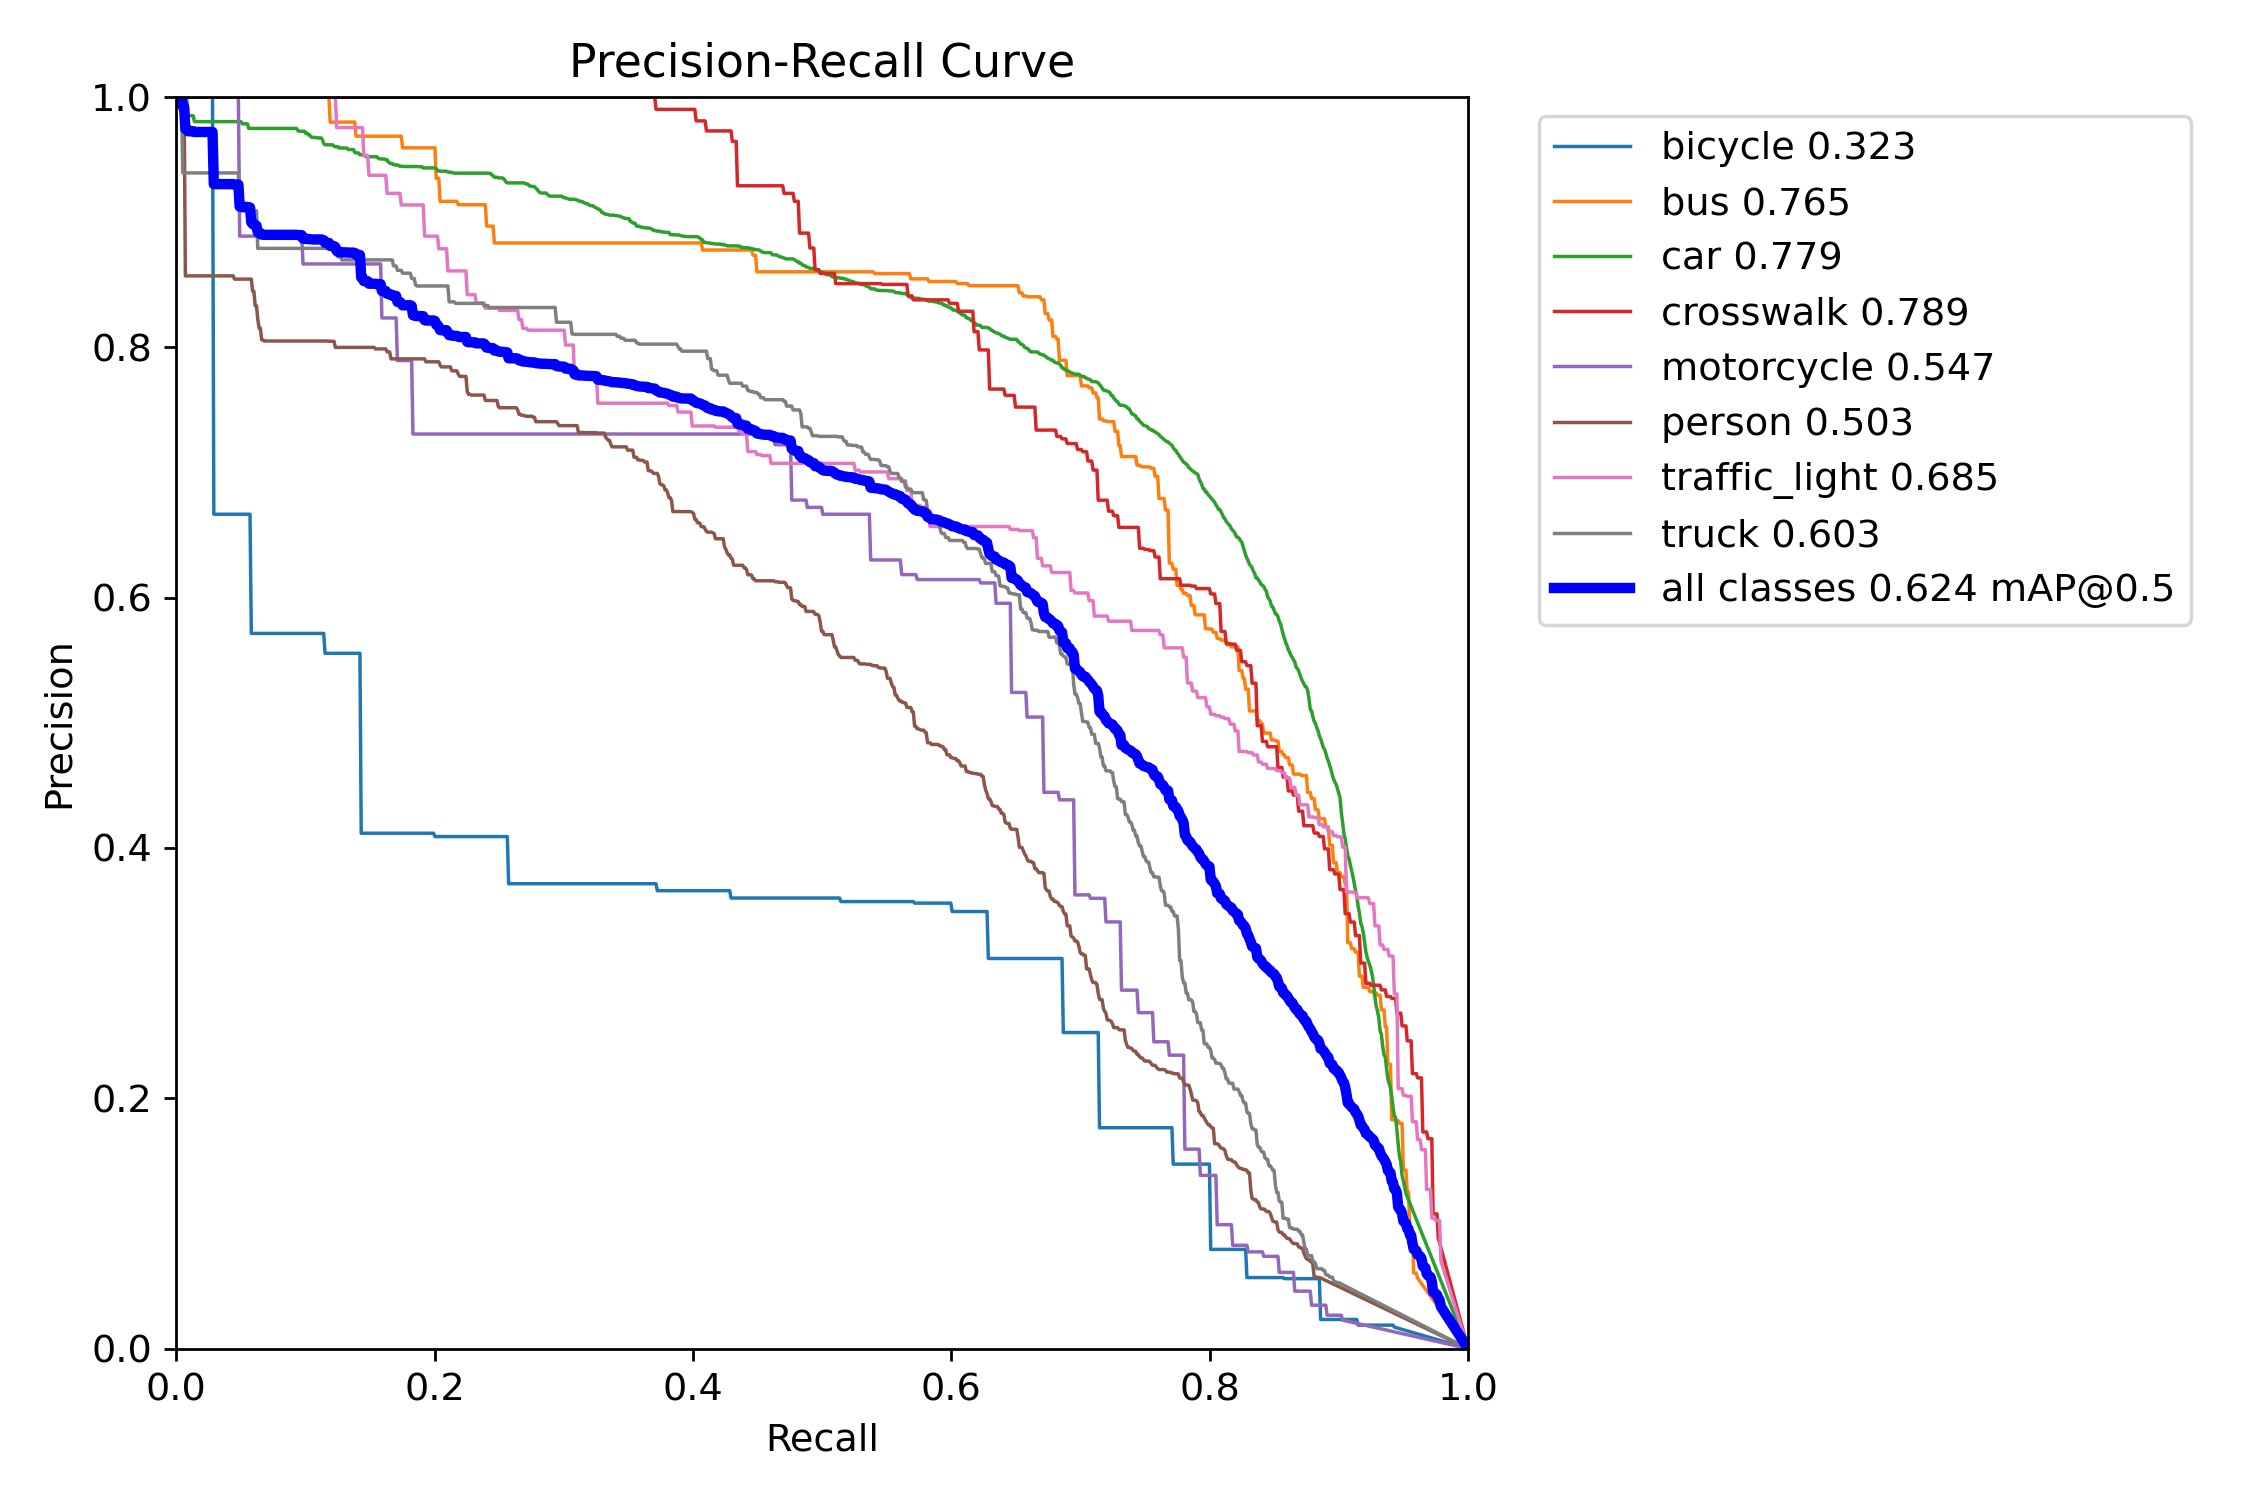 Precision-Recall Curve
1.0
0.8
0.6
0.4
0.2
0.0
Precision
0.0 0.2 0.4 0.6 0.8 1.0
Recall
bicycle 0.323
bus 0.765
car 0.779
crosswalk 0.789
motorcycle 0.547
person 0.503
traffic_light 0.685
truck 0.603
all classes 0.624 mAP@0.5